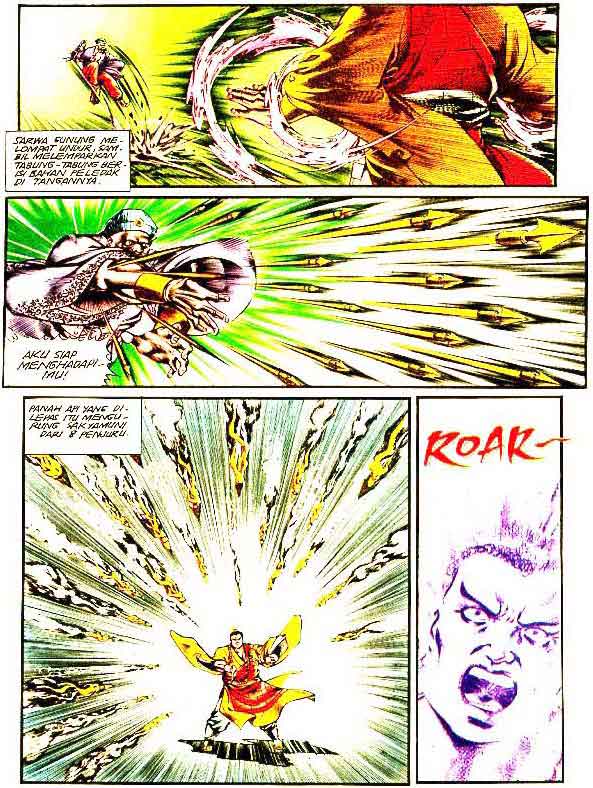 SARWA GUNUNG ME-
LOMPAT UNDUR, SAM-
BIL MELEMPARKAN
TABUNG-TABUNG BER-
ISI BAHAN PELEDAK
DI TANGANNYA.
AKU SIAP
MENGHADAPI-
MU!
PANAH API YANG DI-
LEPAS ITU MENGU-
RUNG SAKYAMUNI
DARI 8 PENJURU.
ROAR~